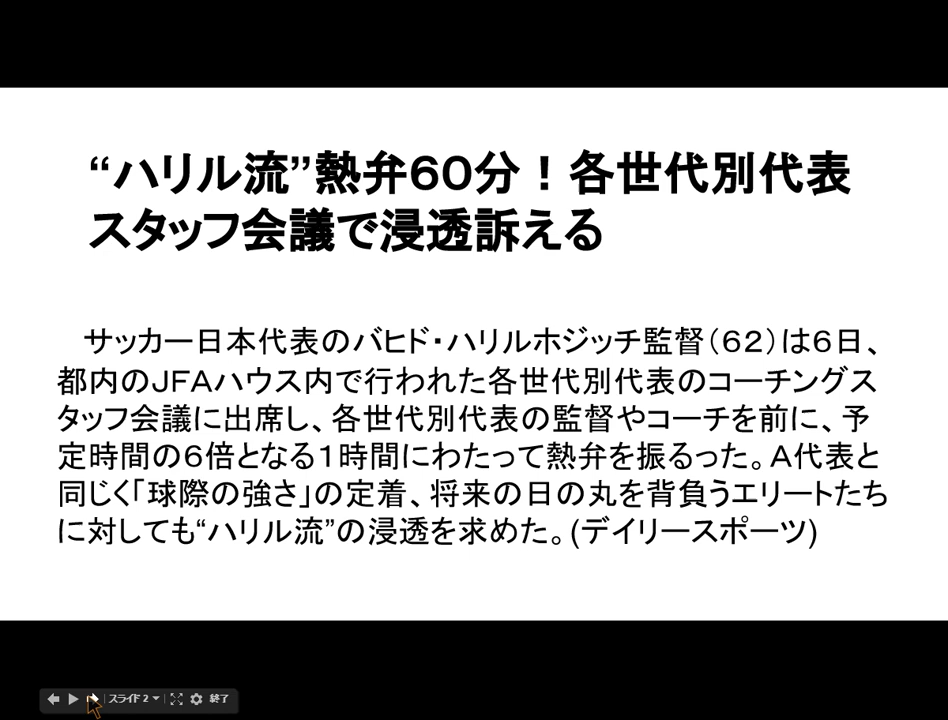 “ハリル流”熱弁60分！各世代別代表
スタッフ会議で浸透訴える
サッカー日本代表のバヒド・ハリルホジッチ監督（６２）は６日、
都内のＪＦＡハウス内で行われた各世代別代表のコーチングス
タッフ会議に出席し、各世代別代表の監督やコーチを前に、予
定時間の６倍となる１時間にわたって熱弁を振るった。Ａ代表と
同じく「球際の強さ」の定着、将来の日の丸を背負うエリートたち
に対しても“ハリル流”の浸透を求めた。(デイリースポーツ)
スライド 2
終了